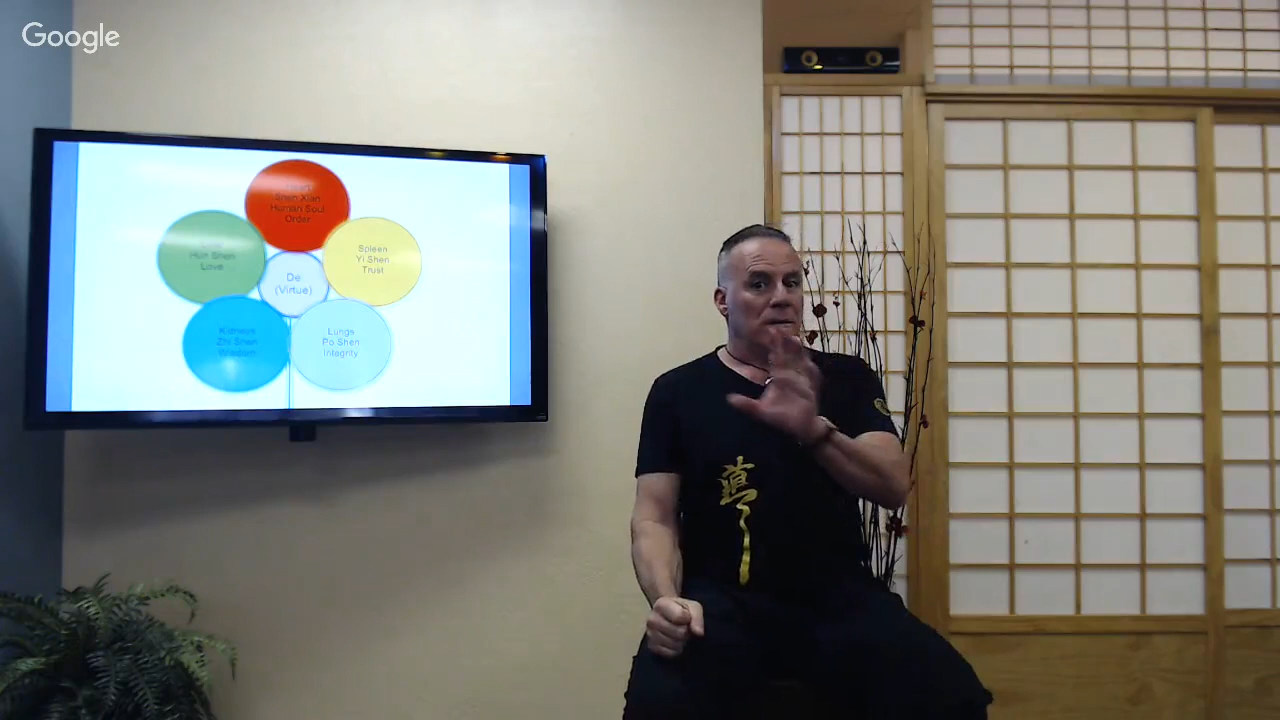 Google
Shen Xian
Human Soul
Order
Spleen
Yi Shen
Trust
Hun Shen
Love
De
(Virtue)
Kidneys
Zhi Shen
Wisdom
Lungs
Po Shen
Integrity